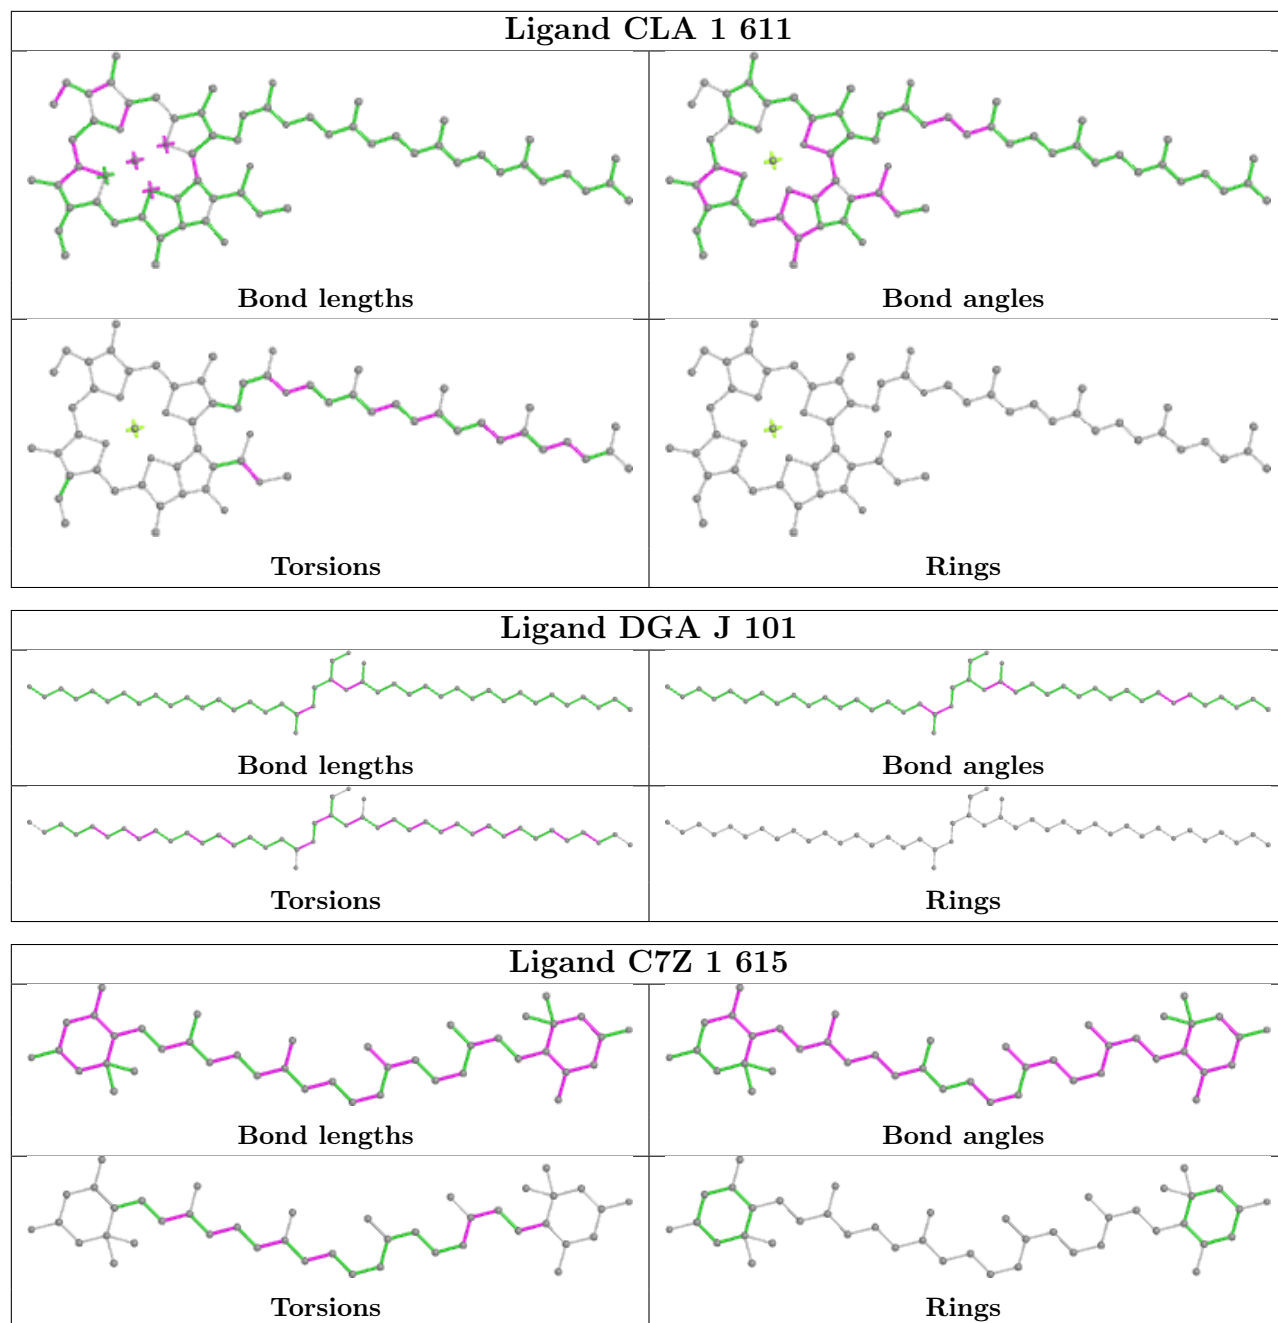 Ligand CLA 1 611
Bond lengths
Bond angles
Torsions
Rings
Ligand DGA J 101
Bond lengths
Bond angles
Torsions
Rings
Ligand C7Z 1 615
Bond lengths
Bond angles
Torsions
Rings